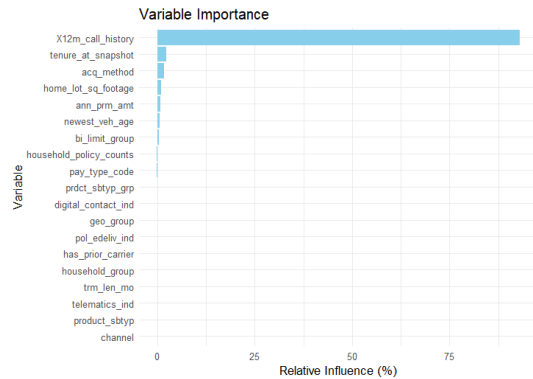 Variable Importance
X12m_call_history
tenure_at_snapshot
acq_method
home_lot_sq_footage
ann_prm_amt
newest_veh_age
bi_limit_group
household_policy_counts
pay_type_code
prdct_sbtyp_grp
digital_contact_ind
geo_group
pol_edeliv_ind
has_prior_carrier
household_group
trm_len_mo
telematics_ind
product_sbtyp
channel
Variable
0 25 50 75
Relative Influence (%)